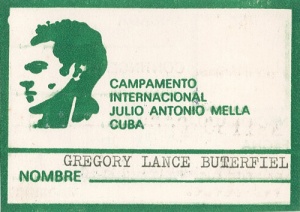 CAMPAMENTO
INTERNACIONAL
JULIO ANTONIO MELLA
CUBA
GREGORY LANCE BUTERFIEL
NOMBRE